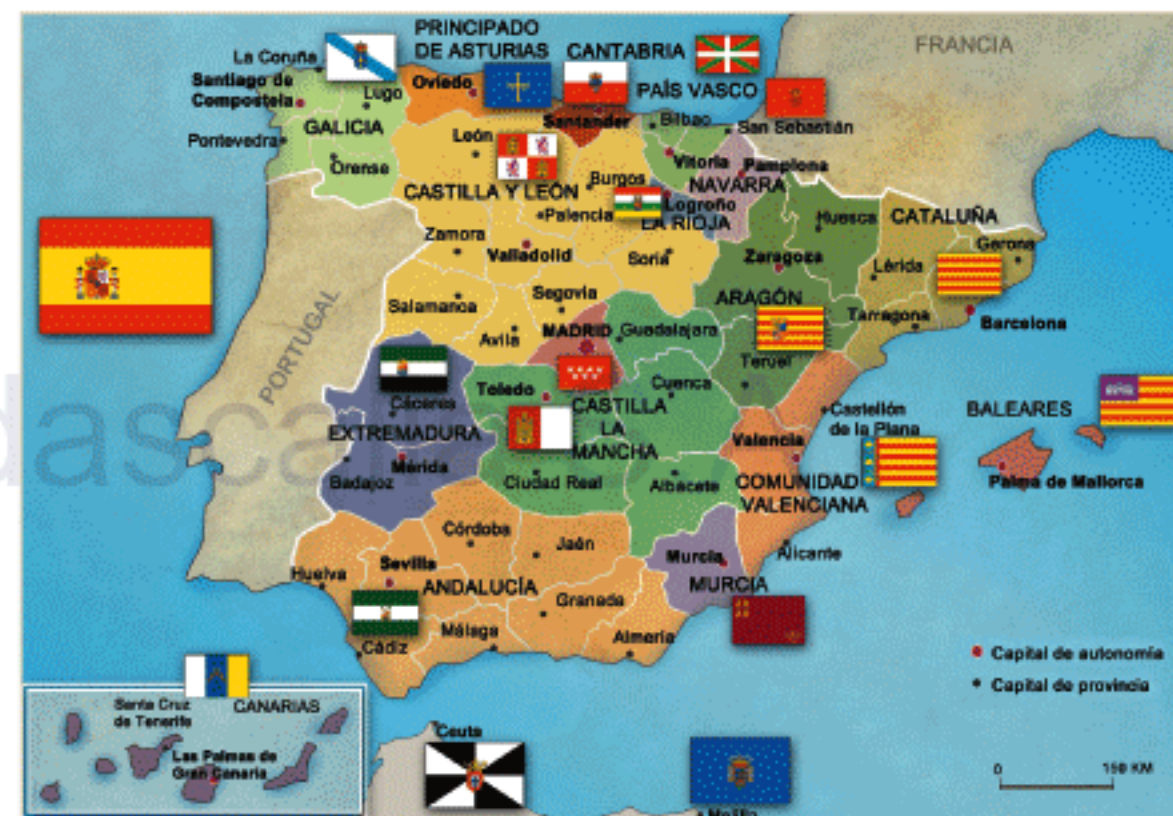 PRINCIPADO
DE ASTURIAS
CANTABRIA
FRANCIA
La Coruña
Santiago de
Compostela
Lugo
Oviedo
PAÍS VASCO
Santander
Bilbao
San Sebastián
Pontevedra
GALICIA
Orense
León
Vitoria
Pamplona
NAVARRA
Burgos
CASTILLA Y LEÓN
Logroño
LA RIOJA
Palencia
Huesca
CATALUÑA
Zamora
Valladolid
Soria
Zaragoza
Gerona
Lérida
Salamanca
Segovia
ARAGÓN
Tarragona
Barcelona
Avila
MADRID
Guadalajara
PORTUGAL
Teruel
Toledo
Cuenca
Cáceres
CASTILLA
LA
MANCHA
Castellón
de la Plana
BALEARES
EXTREMADURA
Valencia
Mérida
Badajoz
Ciudad Real
Albacete
COMUNIDAD
VALENCIANA
Palma de Mallorca
Córdoba
Jaén
Murcia
Alicante
Huelva
Sevilla
ANDALUCÍA
MURCIA
Granada
Málaga
Almería
Cádiz
Capital de autonomía
Capital de provincia
Santa Cruz
de Tenerife
CANARIAS
Las Palmas de
Gran Canaria
Ceuta
Melilla
0 150 KM